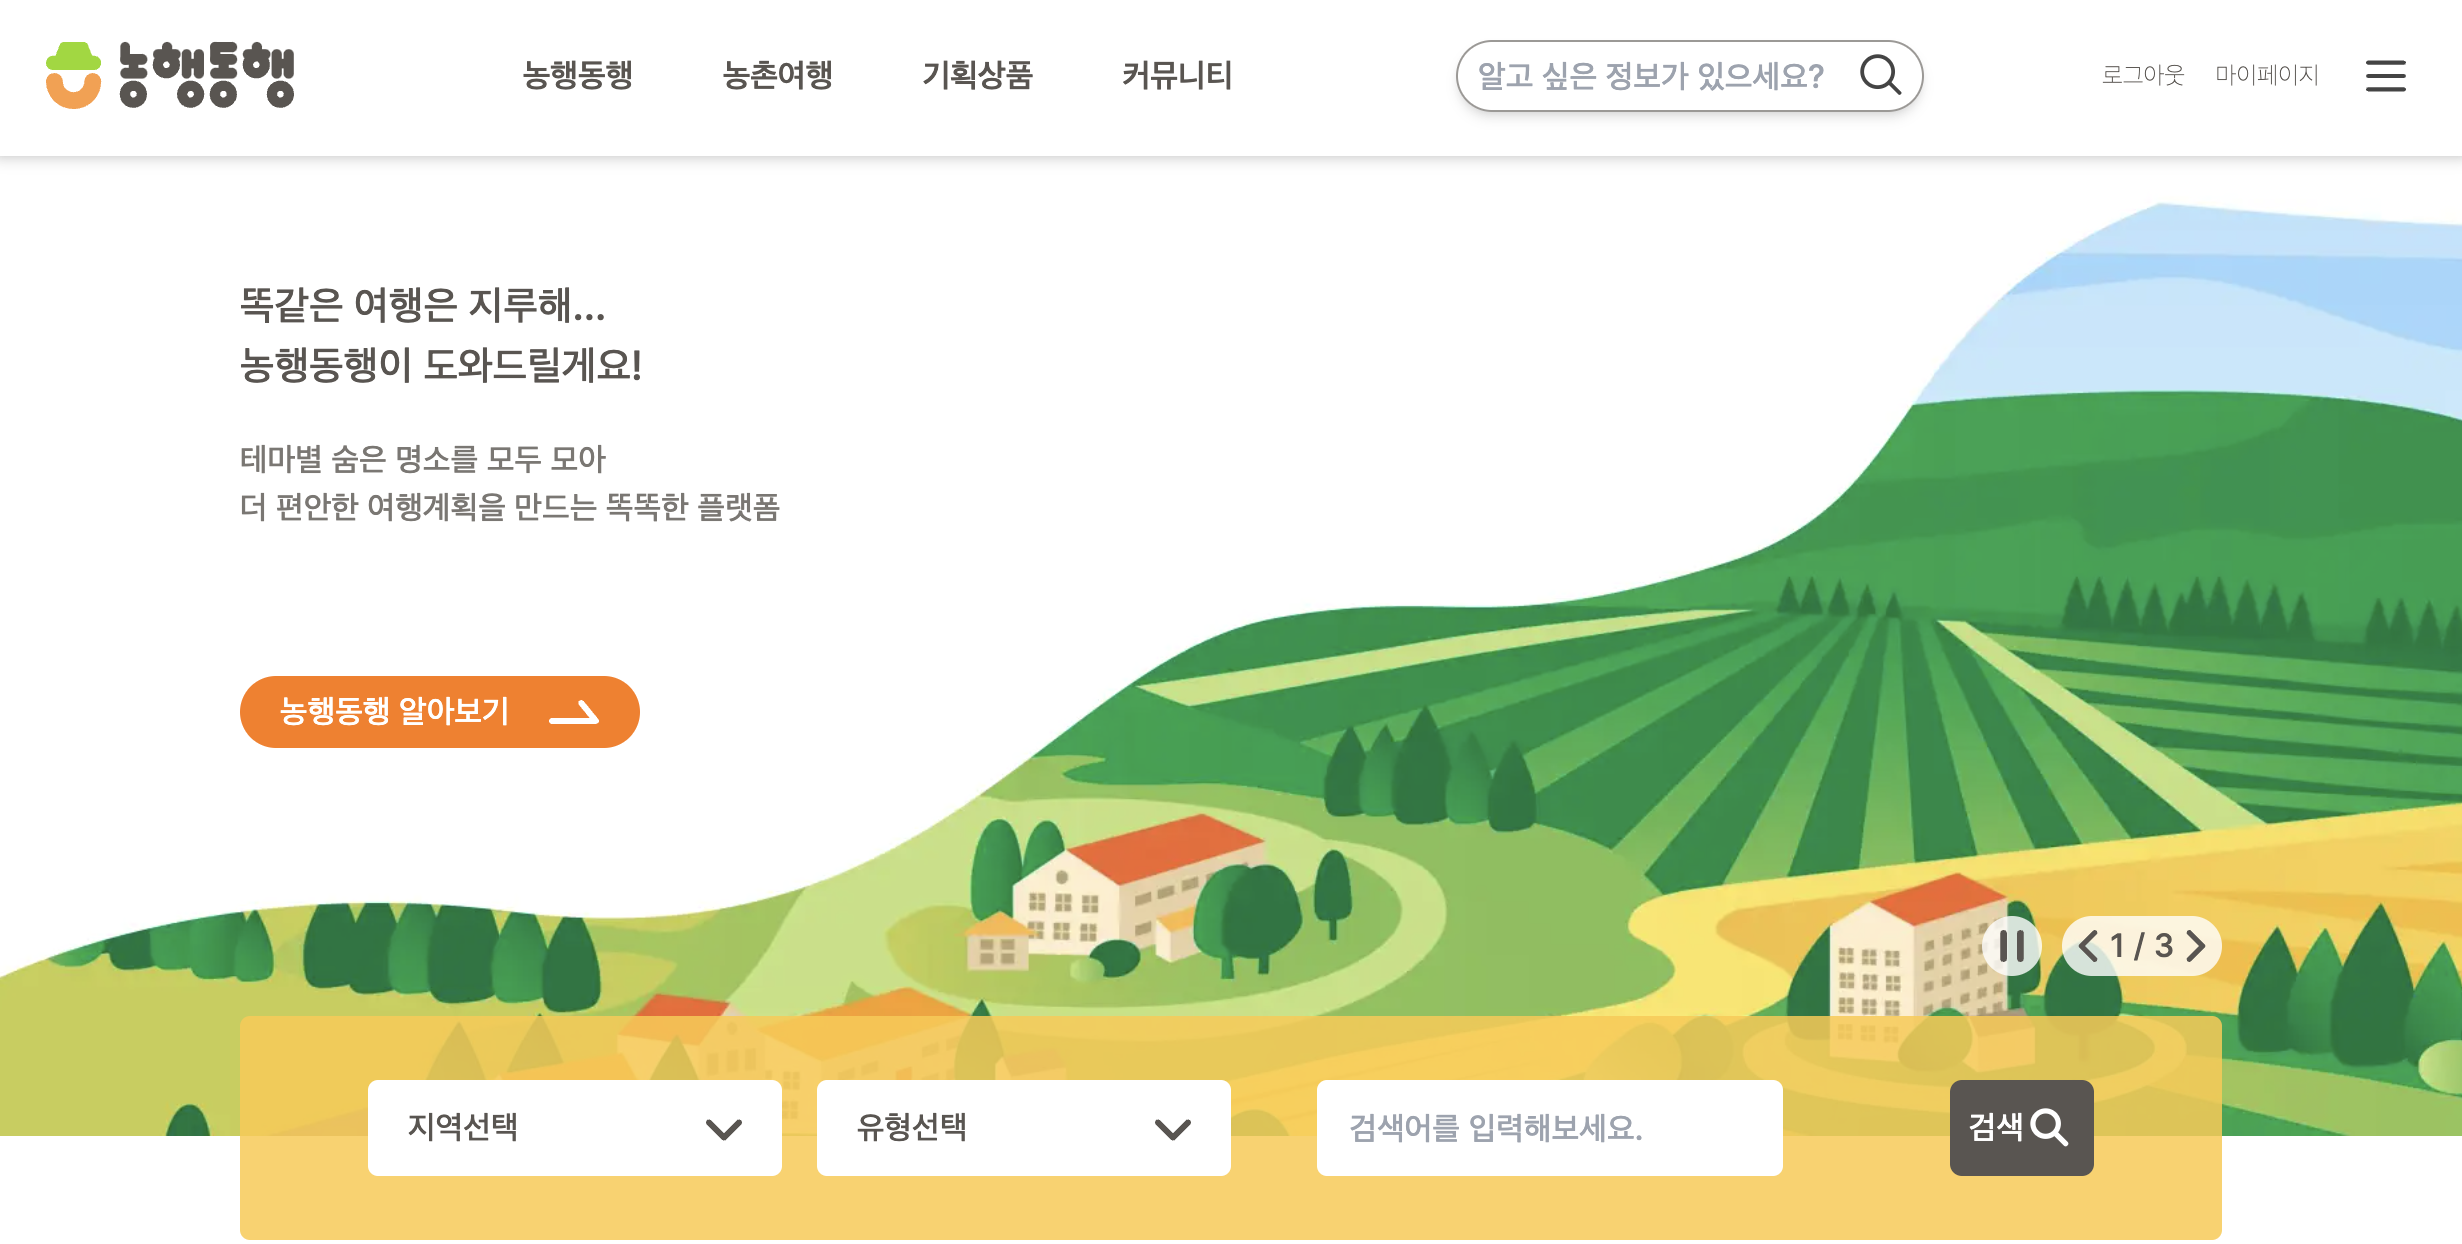 농행동행
농행동행 농촌여행 기획상품 커뮤니티
알고 싶은 정보가 있으세요?
로그아웃 마이페이지
똑같은 여행은 지루해...
농행동행이 도와드릴게요!
테마별 숨은 명소를 모두 모아
더 편안한 여행계획을 만드는 똑똑한 플랫폼
농행동행 알아보기
1 / 3
지역선택
유형선택
검색어를 입력해보세요.
검색